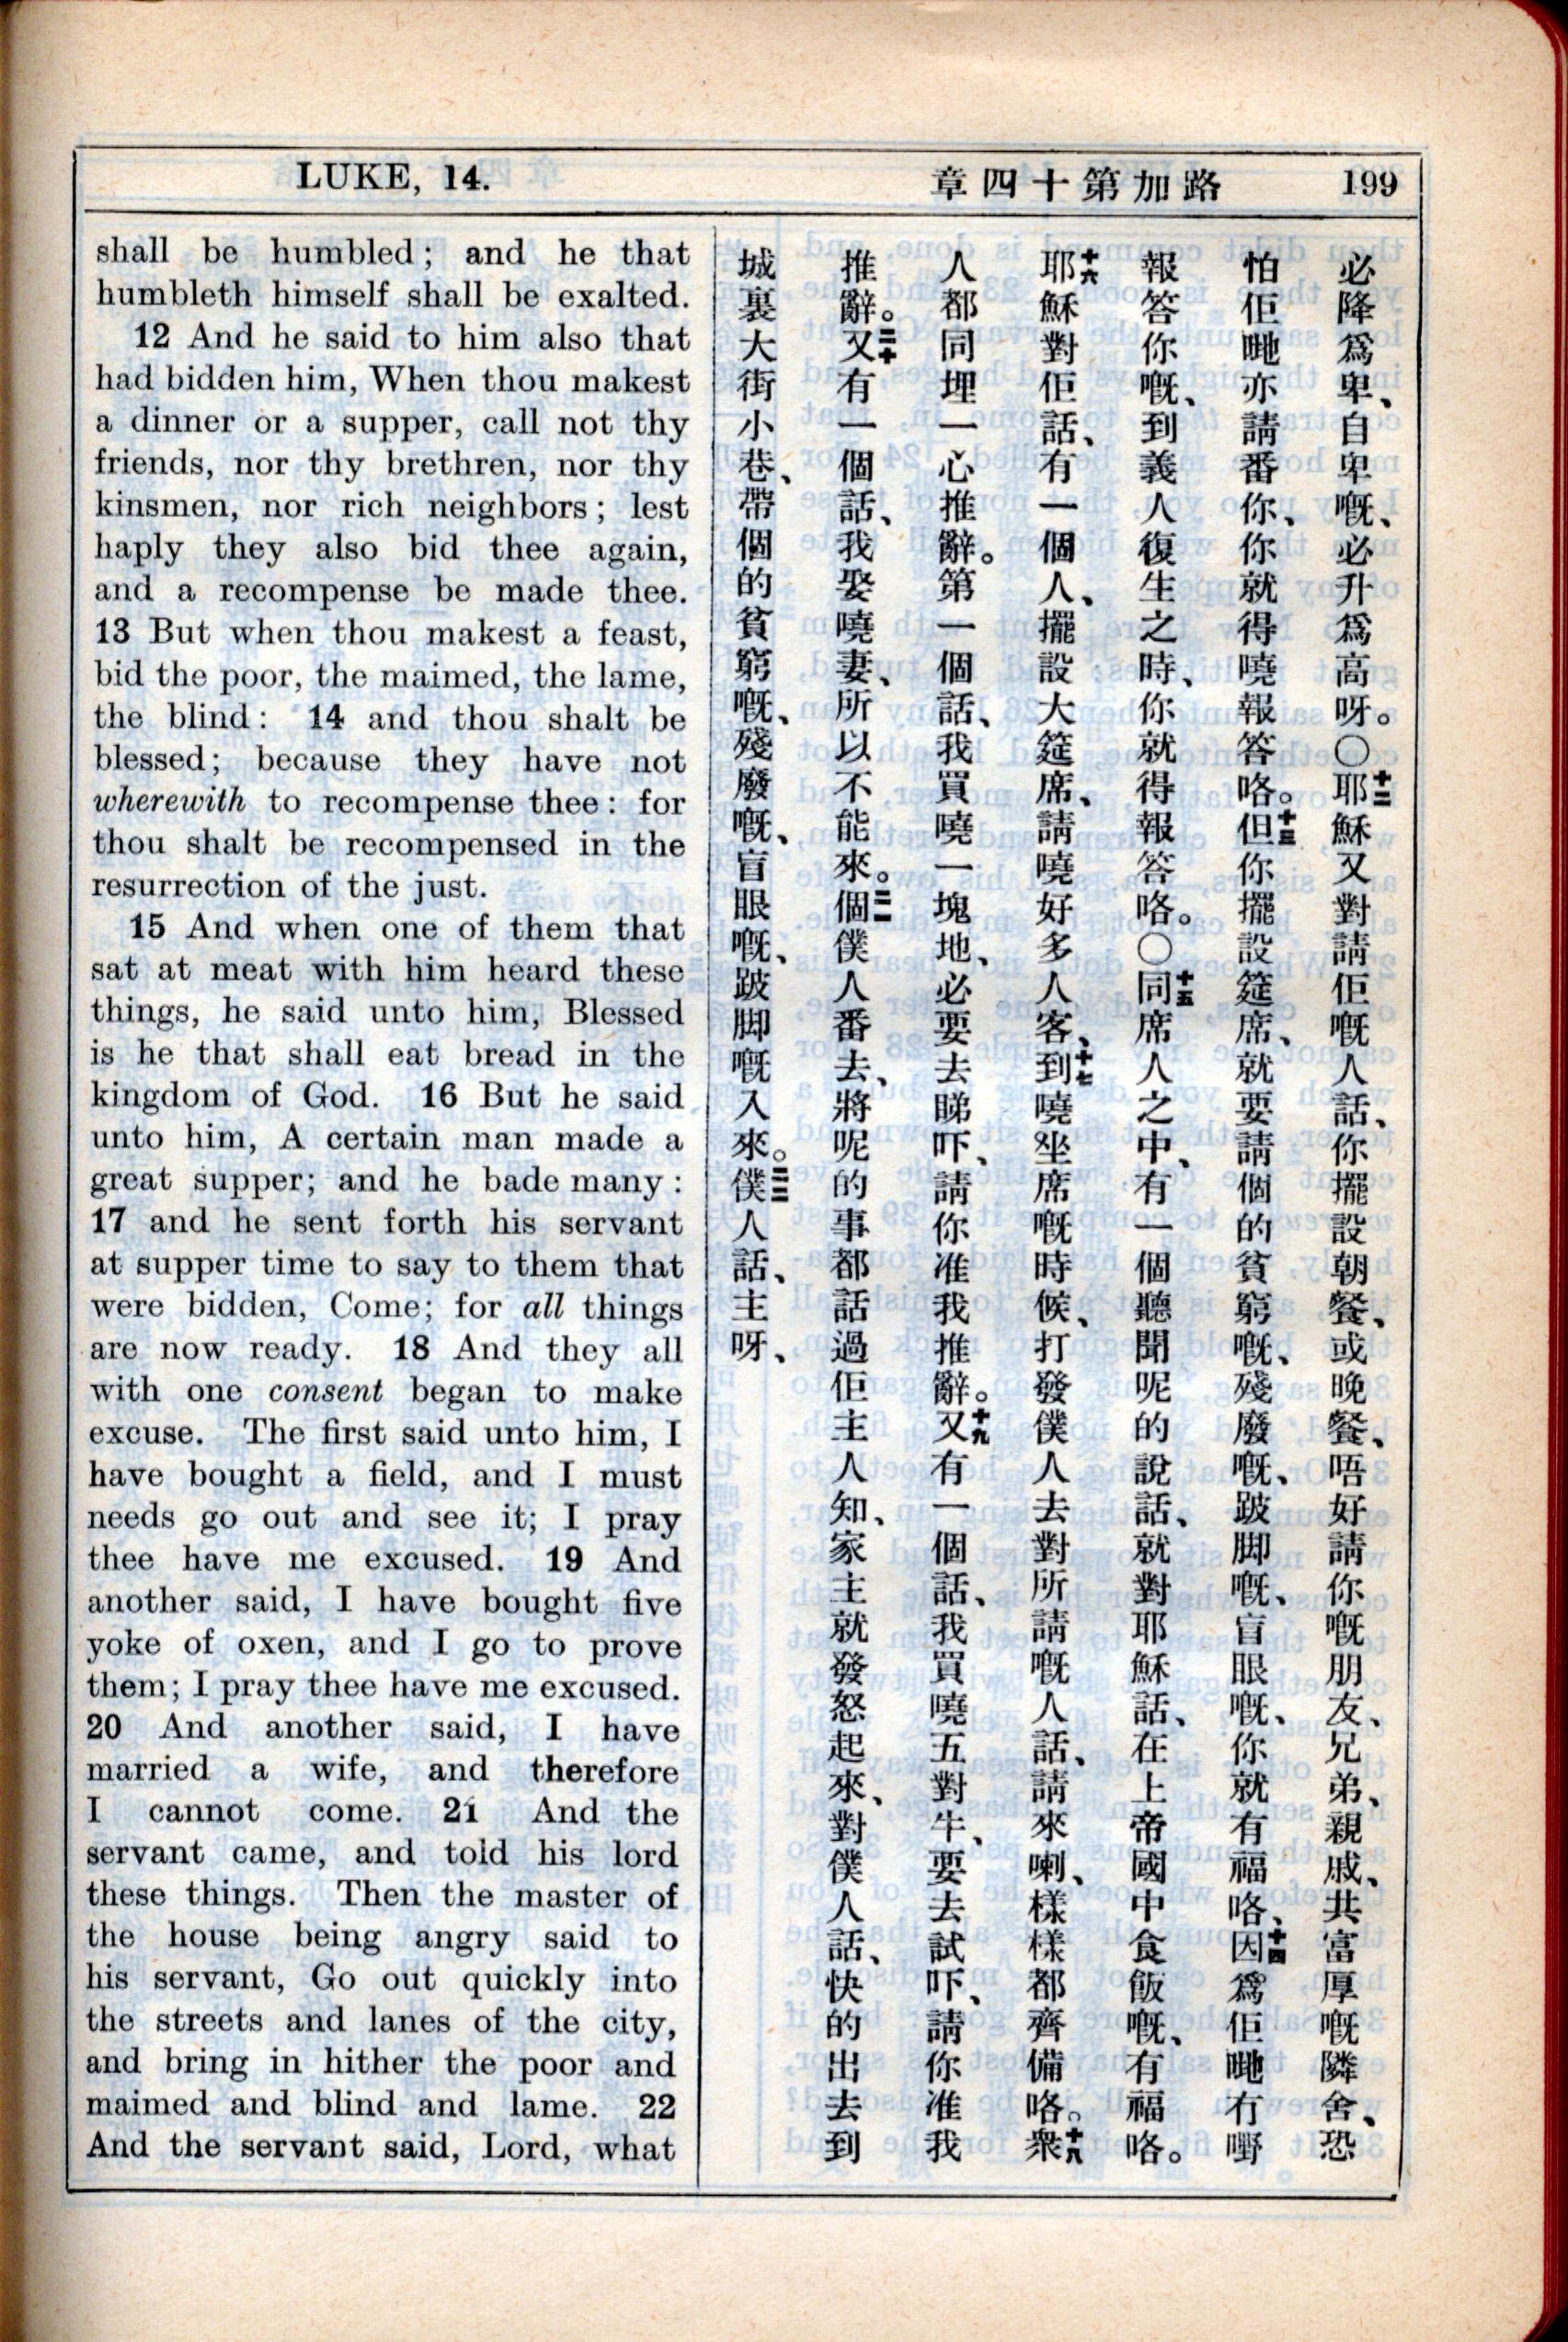 LUKE, 14.
路加第十四章
199
shall be humbled; and he that
humbleth himself shall be exalted.
12 And he said to him also that
had bidden him, When thou makest
a dinner or a supper, call not thy
friends, nor thy brethren, nor thy
kinsmen, nor rich neighbors; lest
haply they also bid thee again,
and a recompense be made thee.
13 But when thou makest a feast,
bid the poor, the maimed, the lame,
the blind: 14 and thou shalt be
blessed; because they have not
wherewith to recompense thee: for
thou shalt be recompensed in the
resurrection of the just.
15 And when one of them that
sat at meat with him heard these
things, he said unto him, Blessed
is he that shall eat bread in the
kingdom of God. 16 But he said
unto him, A certain man made a
great supper; and he bade many:
17 and he sent forth his servant
at supper time to say to them that
were bidden, Come; for all things
are now ready. 18 And they all
with one consent began to make
excuse. The first said unto him, I
have bought a field, and I must
needs go out and see it; I pray
thee have me excused. 19 And
another said, I have bought five
yoke of oxen, and I go to prove
them; I pray thee have me excused.
20 And another said, I have
married a wife, and therefore
I cannot come. 21 And the
servant came, and told his lord
these things. Then the master of
the house being angry said to
his servant, Go out quickly into
the streets and lanes of the city,
and bring in hither the poor and
maimed and blind and lame. 22
And the servant said, Lord, what
必降爲卑、自卑嘅、必升爲高呀。〇十二耶穌又對請佢嘅人話、你擺設朝餐、或晚餐、唔好請你嘅朋友、兄弟、親戚、共富厚嘅隣舍、恐
怕佢哋亦請番你、你就得嘵報答咯。十三但你擺設筵席、就要請個的貧窮嘅、殘廢嘅、跛脚嘅、盲眼嘅、你就有福咯、十四因爲佢哋有嘢
報答你嘅、到義人復生之時、你就得報答咯。〇十五同席人之中、有一個聽聞呢的說話、就對耶穌話、在上帝國中食飯嘅、有福咯。
十六耶穌對佢話、有一個人、擺設大筵席、請嘵好多人客、十七到嘵坐席嘅時候、打發僕人去對所請嘅人話、請來喇、樣樣都齊備咯。十八衆
人都同埋一心推辭。第一個話、我買嘵一塊地、必要去睇吓、請你准我推辭。十九又有一個話、我買嘵五對牛、要去試吓、請你准我
推辭。二十又有一個話、我娶嘵妻、所以不能來。二一個僕人番去、將呢的事都話過佢主人知、家主就發怒起來、對僕人話、快的出去到
城裏大街小巷、帶個的貧窮嘅、殘廢嘅、盲眼嘅、跛脚嘅入來。二二僕人話、主呀、